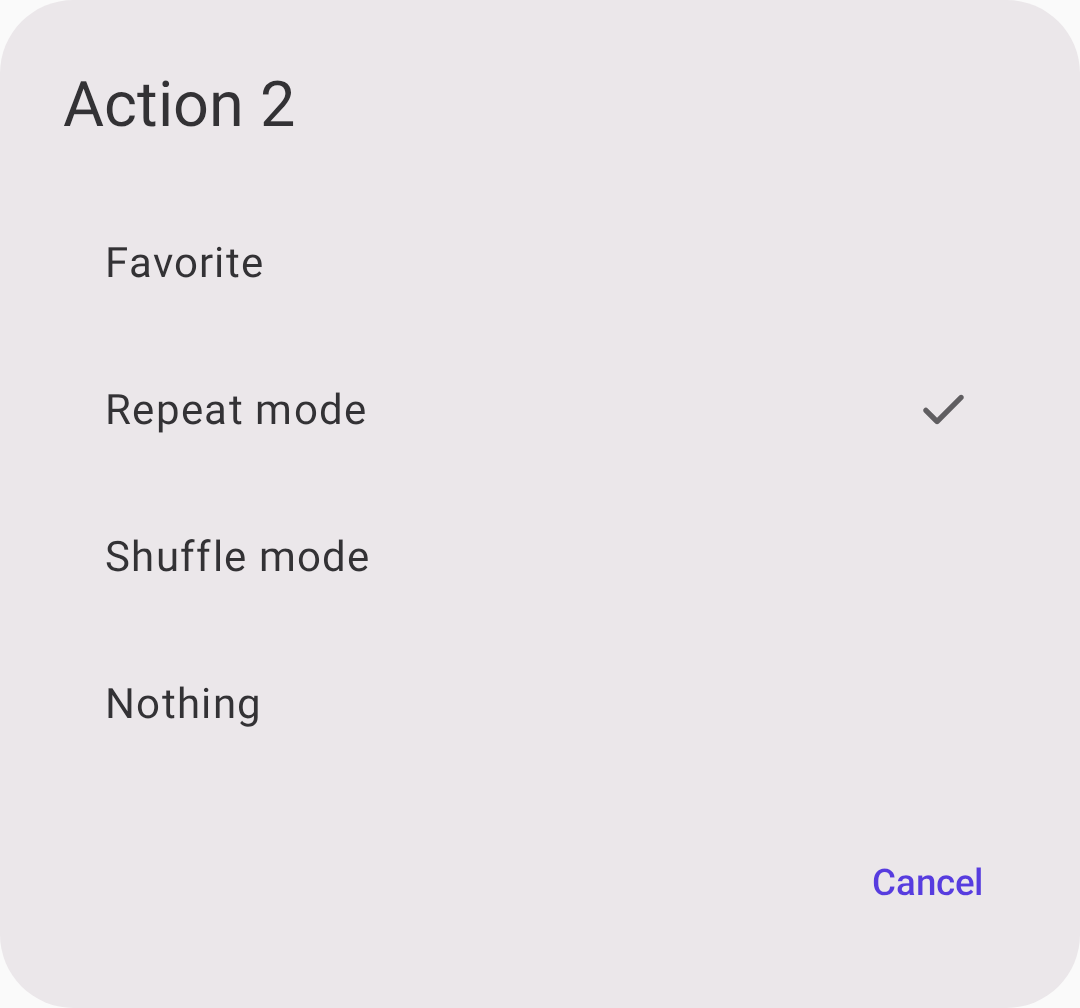 Action 2
Favorite
Repeat mode
Shuffle mode
Nothing
Cancel